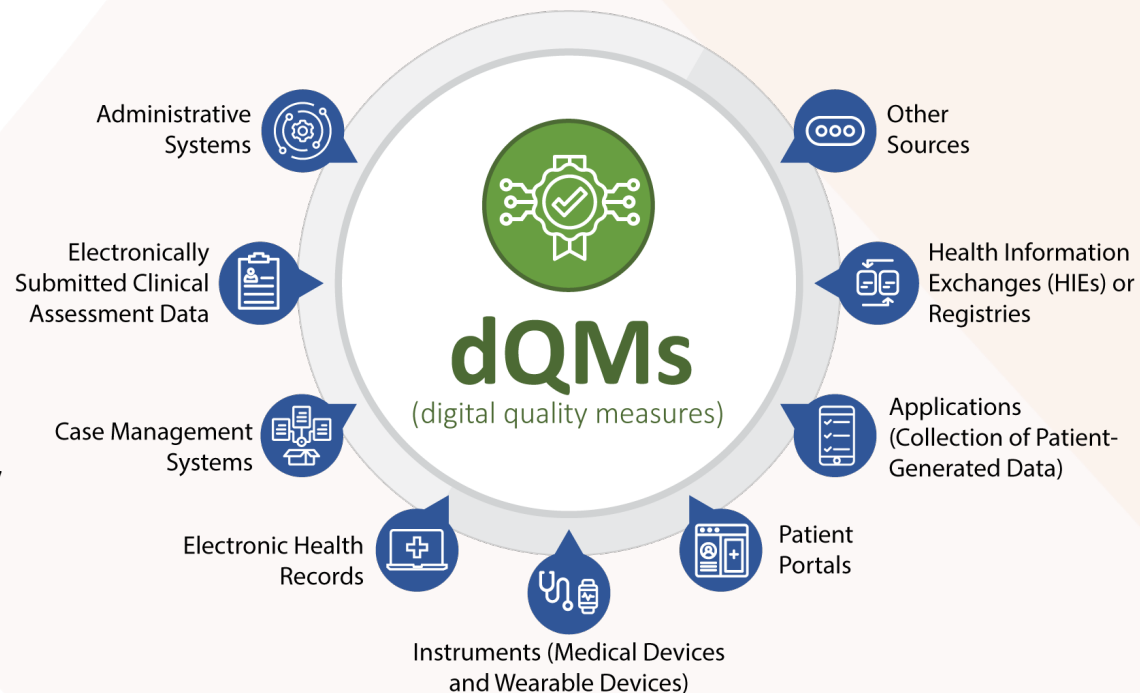 Administrative
Systems
Electronically
Submitted Clinical
Assessment Data
Case Management
Systems
Electronic Health
Records
Instruments (Medical Devices
and Wearable Devices)
Patient
Portals
Applications
(Collection of Patient-
Generated Data)
Health Information
Exchanges (HIEs) or
Registries
Other
Sources
dQMs
(digital quality measures)